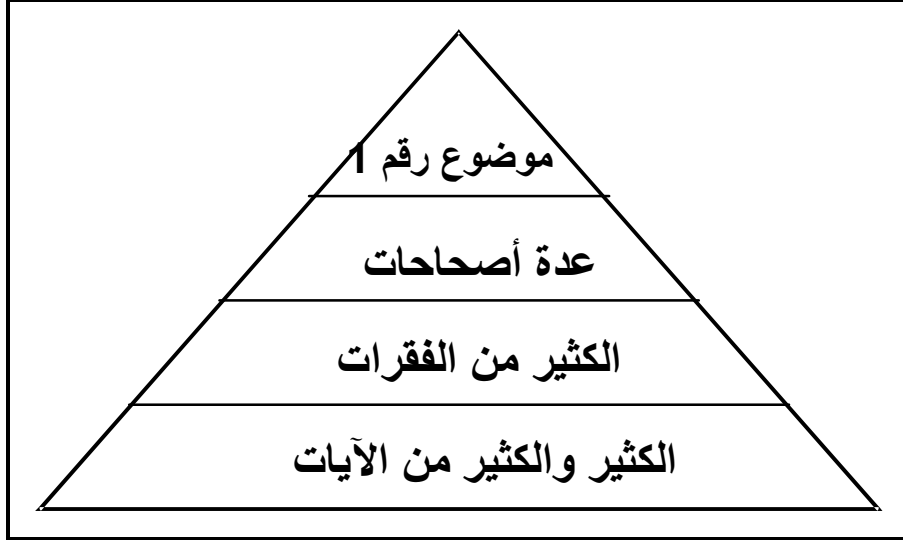 موضوع رقم 1
عدة أصحاحات
الكثير من الفقرات
الكثير والكثير من الآيات